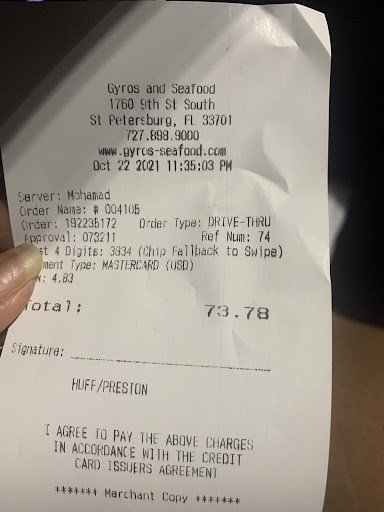 Gyros and Seafood
1760 9th St South
St Petersburg, FL 33701
727.899.9000
www.gyros-seafood.com
Oct 22 2021 11:35:03 PM
Server: Mohamad
Order Name: # 004105
Order: 192235172 Order Type: DRIVE-THRU
Approval: 073211 Ref Num: 74
st 4 Digits: 3834 (Chip Fallback to Swipe)
ment Type: MASTERCARD (USD)
x: 4.83
Total: 73.78
Signature:
HUFF/PRESTON
I AGREE TO PAY THE ABOVE CHARGES
IN ACCORDANCE WITH THE CREDIT
CARD ISSUERS AGREEMENT
******* Merchant Copy *******